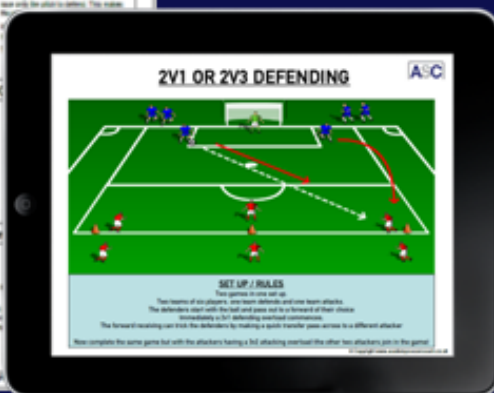 2V1 OR 2V3 DEFENDING
ASC
SET UP / RULES
Two games in one set up
Two teams of six players, one team defends and one team attacks.
The defenders start with the ball and pass out to a forward of their choice
Immediately a 2v1 defending overload commences.
The forward receiving can trick the defenders by making a quick transfer pass across to a different attacker
Now complete the same game but with the attackers having a 3v2 attacking overload the other two attackers join in the game!